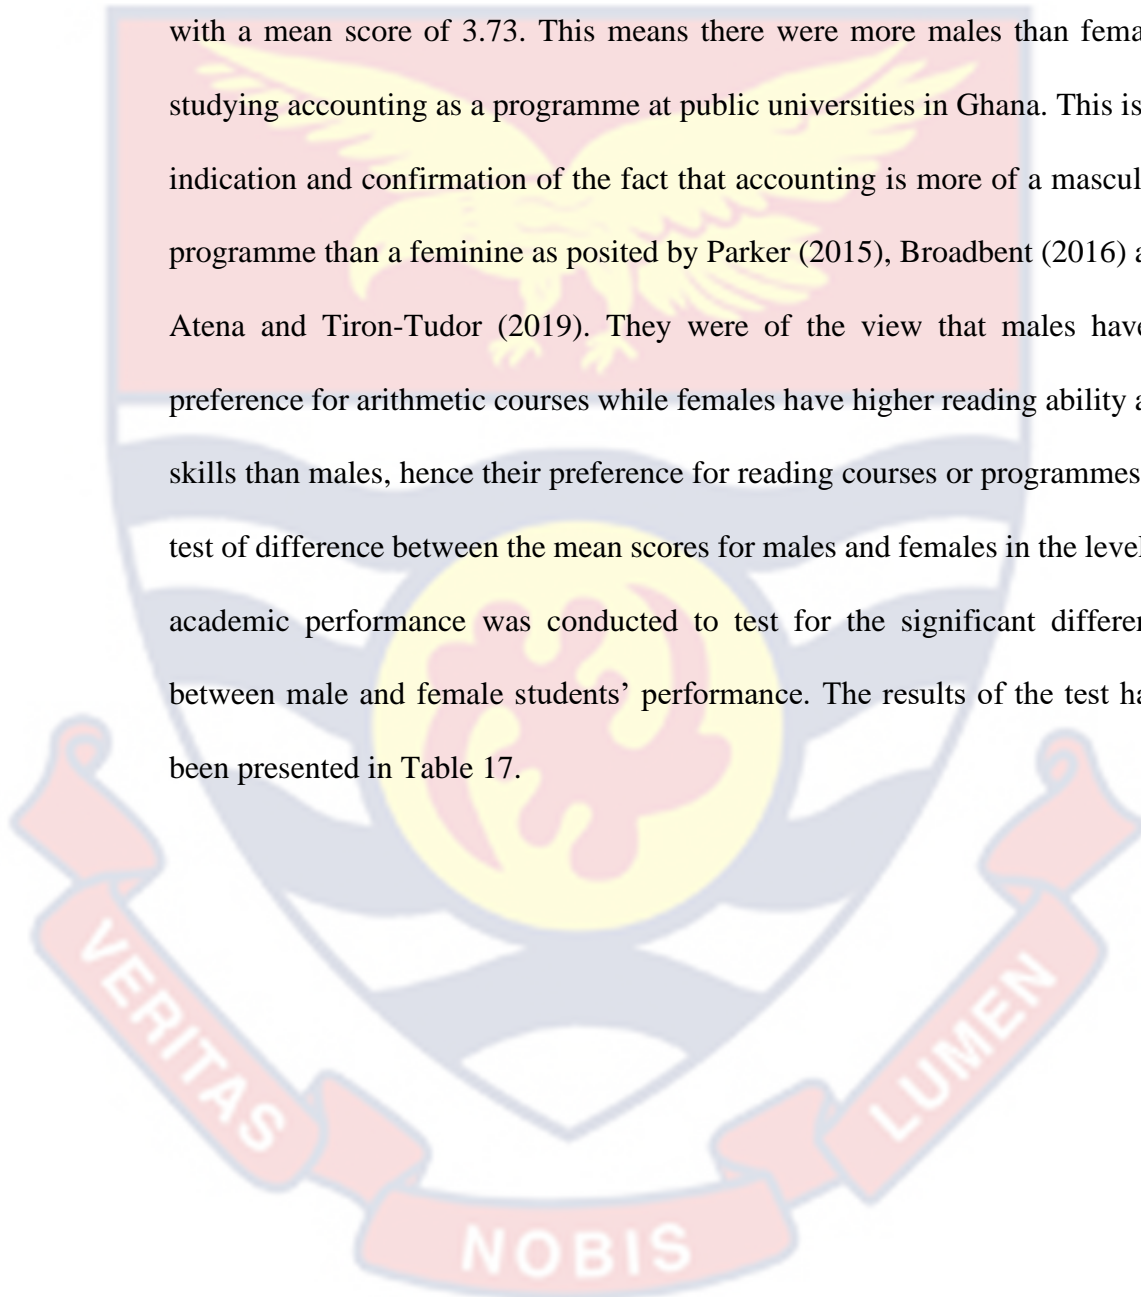 with a mean score of 3.73. This means there were more males than fema
studying accounting as a programme at public universities in Ghana. This is
indication and confirmation of the fact that accounting is more of a mascul
programme than a feminine as posited by Parker (2015), Broadbent (2016) a
Atena and Tiron-Tudor (2019). They were of the view that males have
preference for arithmetic courses while females have higher reading ability a
skills than males, hence their preference for reading courses or programmes
test of difference between the mean scores for males and females in the level
academic performance was conducted to test for the significant differen
between male and female students’ performance. The results of the test ha
been presented in Table 17.
VERITAS
NOBIS
LUMEN